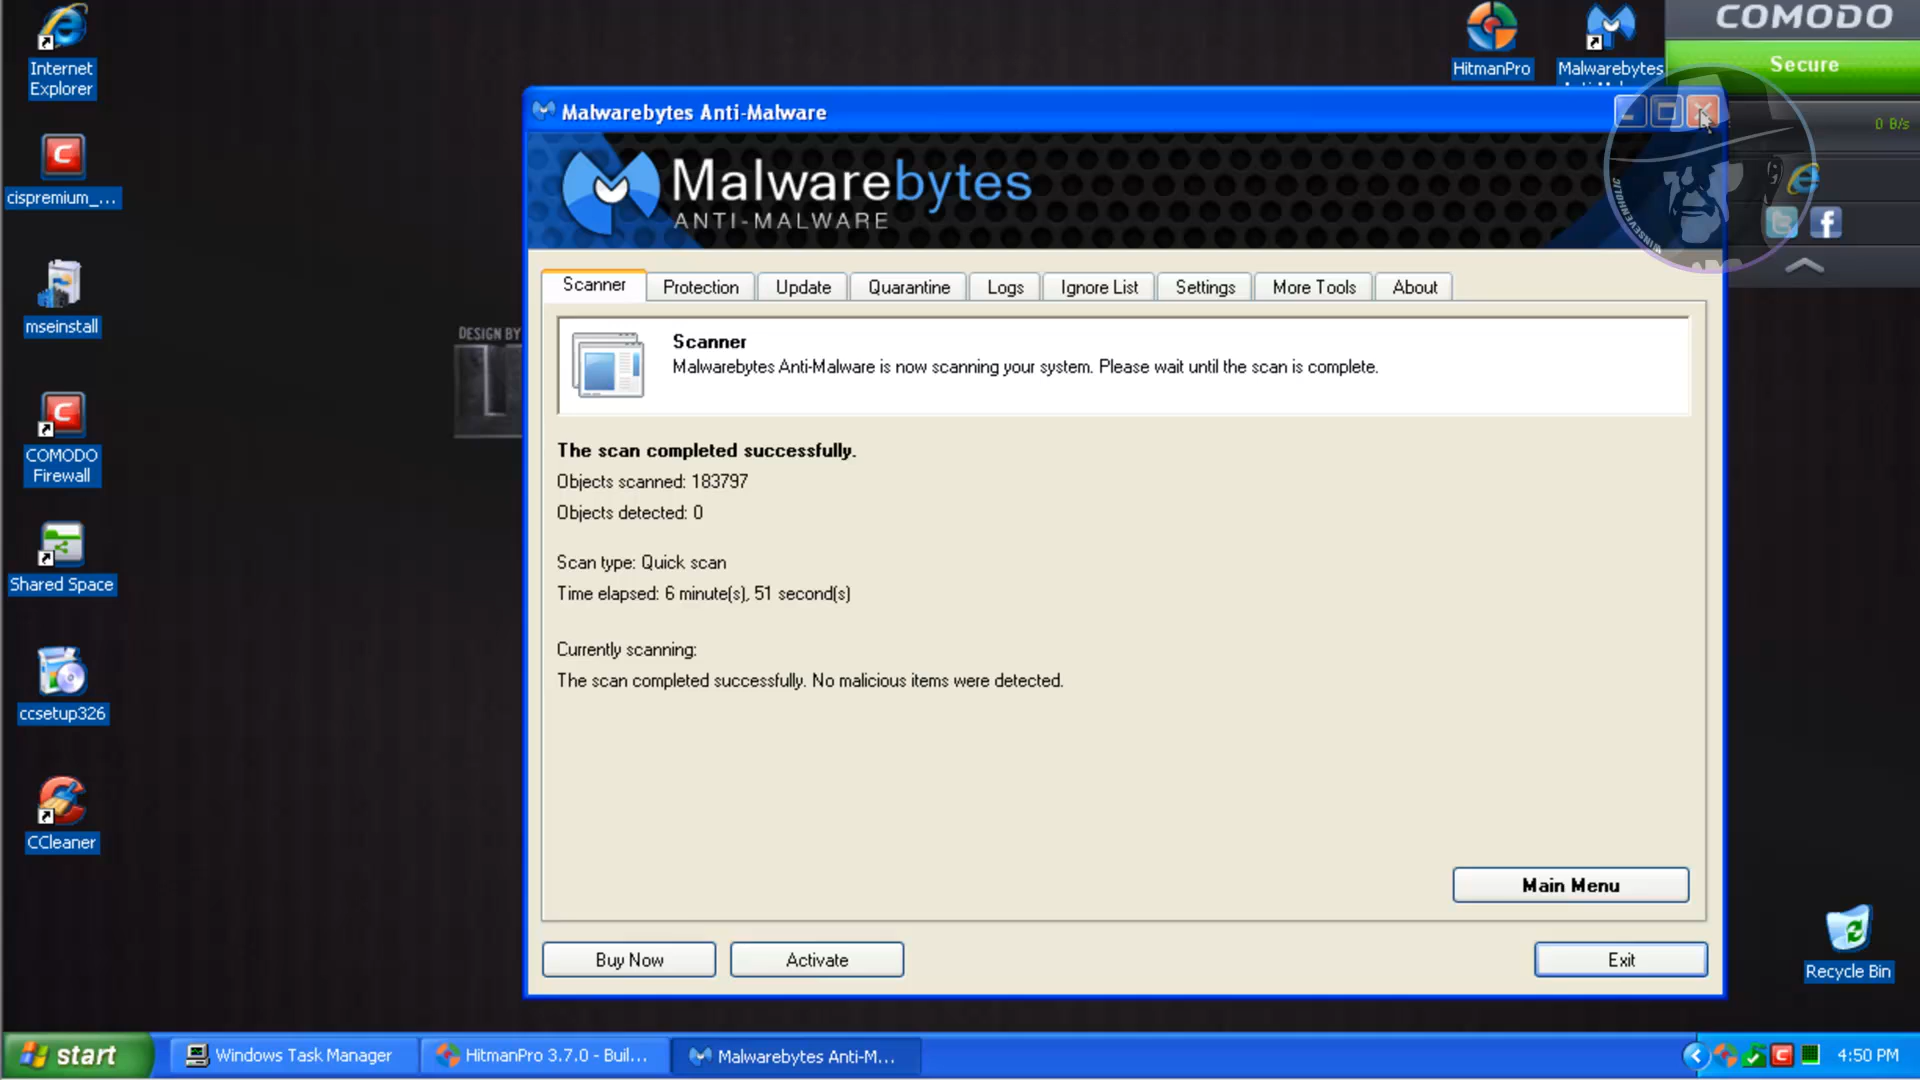 Internet
Explorer
cispremium_...
mseinstall
COMODO
Firewall
Shared Space
ccsetup326
CCleaner
DESIGN BY
HitmanPro
Malwarebytes
COMODO
Secure
0 B/s
Malwarebytes Anti-Malware
Malwarebytes
ANTI-MALWARE
Scanner
Protection
Update
Quarantine
Logs
Ignore List
Settings
More Tools
About
Scanner
Malwarebytes Anti-Malware is now scanning your system. Please wait until the scan is complete.
The scan completed successfully.
Objects scanned: 183797
Objects detected: 0
Scan type: Quick scan
Time elapsed: 6 minute(s), 51 second(s)
Currently scanning:
The scan completed successfully. No malicious items were detected.
Main Menu
Buy Now
Activate
Exit
Recycle Bin
start
Windows Task Manager
HitmanPro 3.7.0 - Buil...
Malwarebytes Anti-M...
4:50 PM